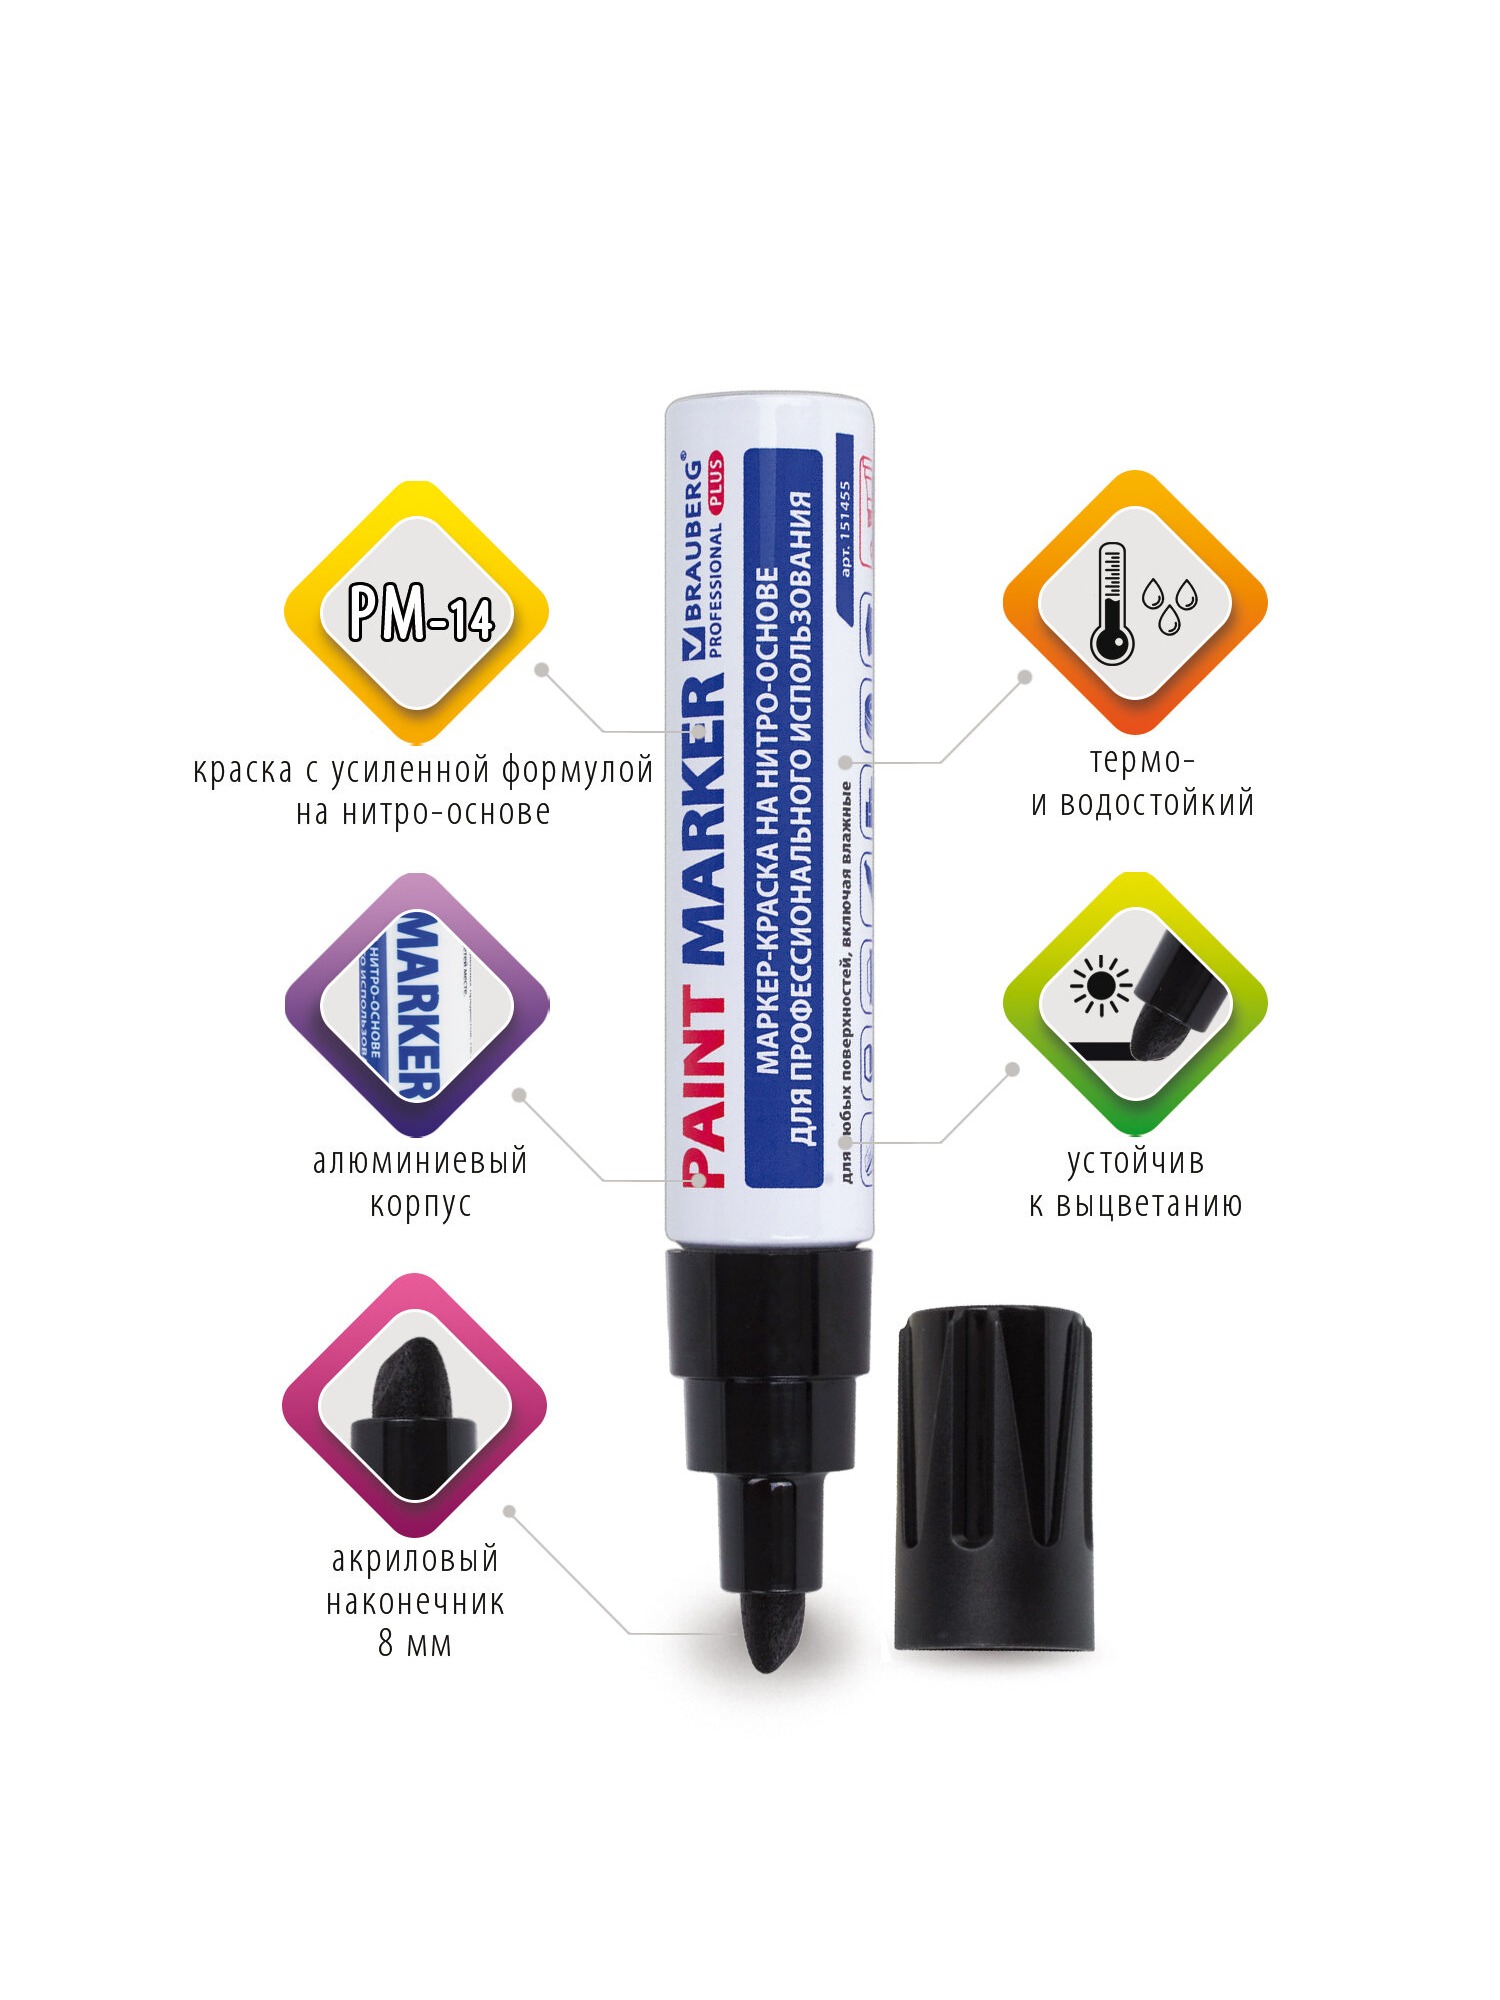 PM-14
краска с усиленной формулой
на нитро-основе
MARKER
НИТРО-ОСНОВЕ
алюминиевый
корпус
акриловый
наконечник
8 мм
PAINT MARKER
BRAUBERG®
PROFESSIONAL PLUS
МАРКЕР-КРАСКА НА НИТРО-ОСНОВЕ
ДЛЯ ПРОФЕССИОНАЛЬНОГО ИСПОЛЬЗОВАНИЯ
арт. 151455
для любых поверхностей, включая влажные
термо-
и водостойкий
устойчив
к выцветанию